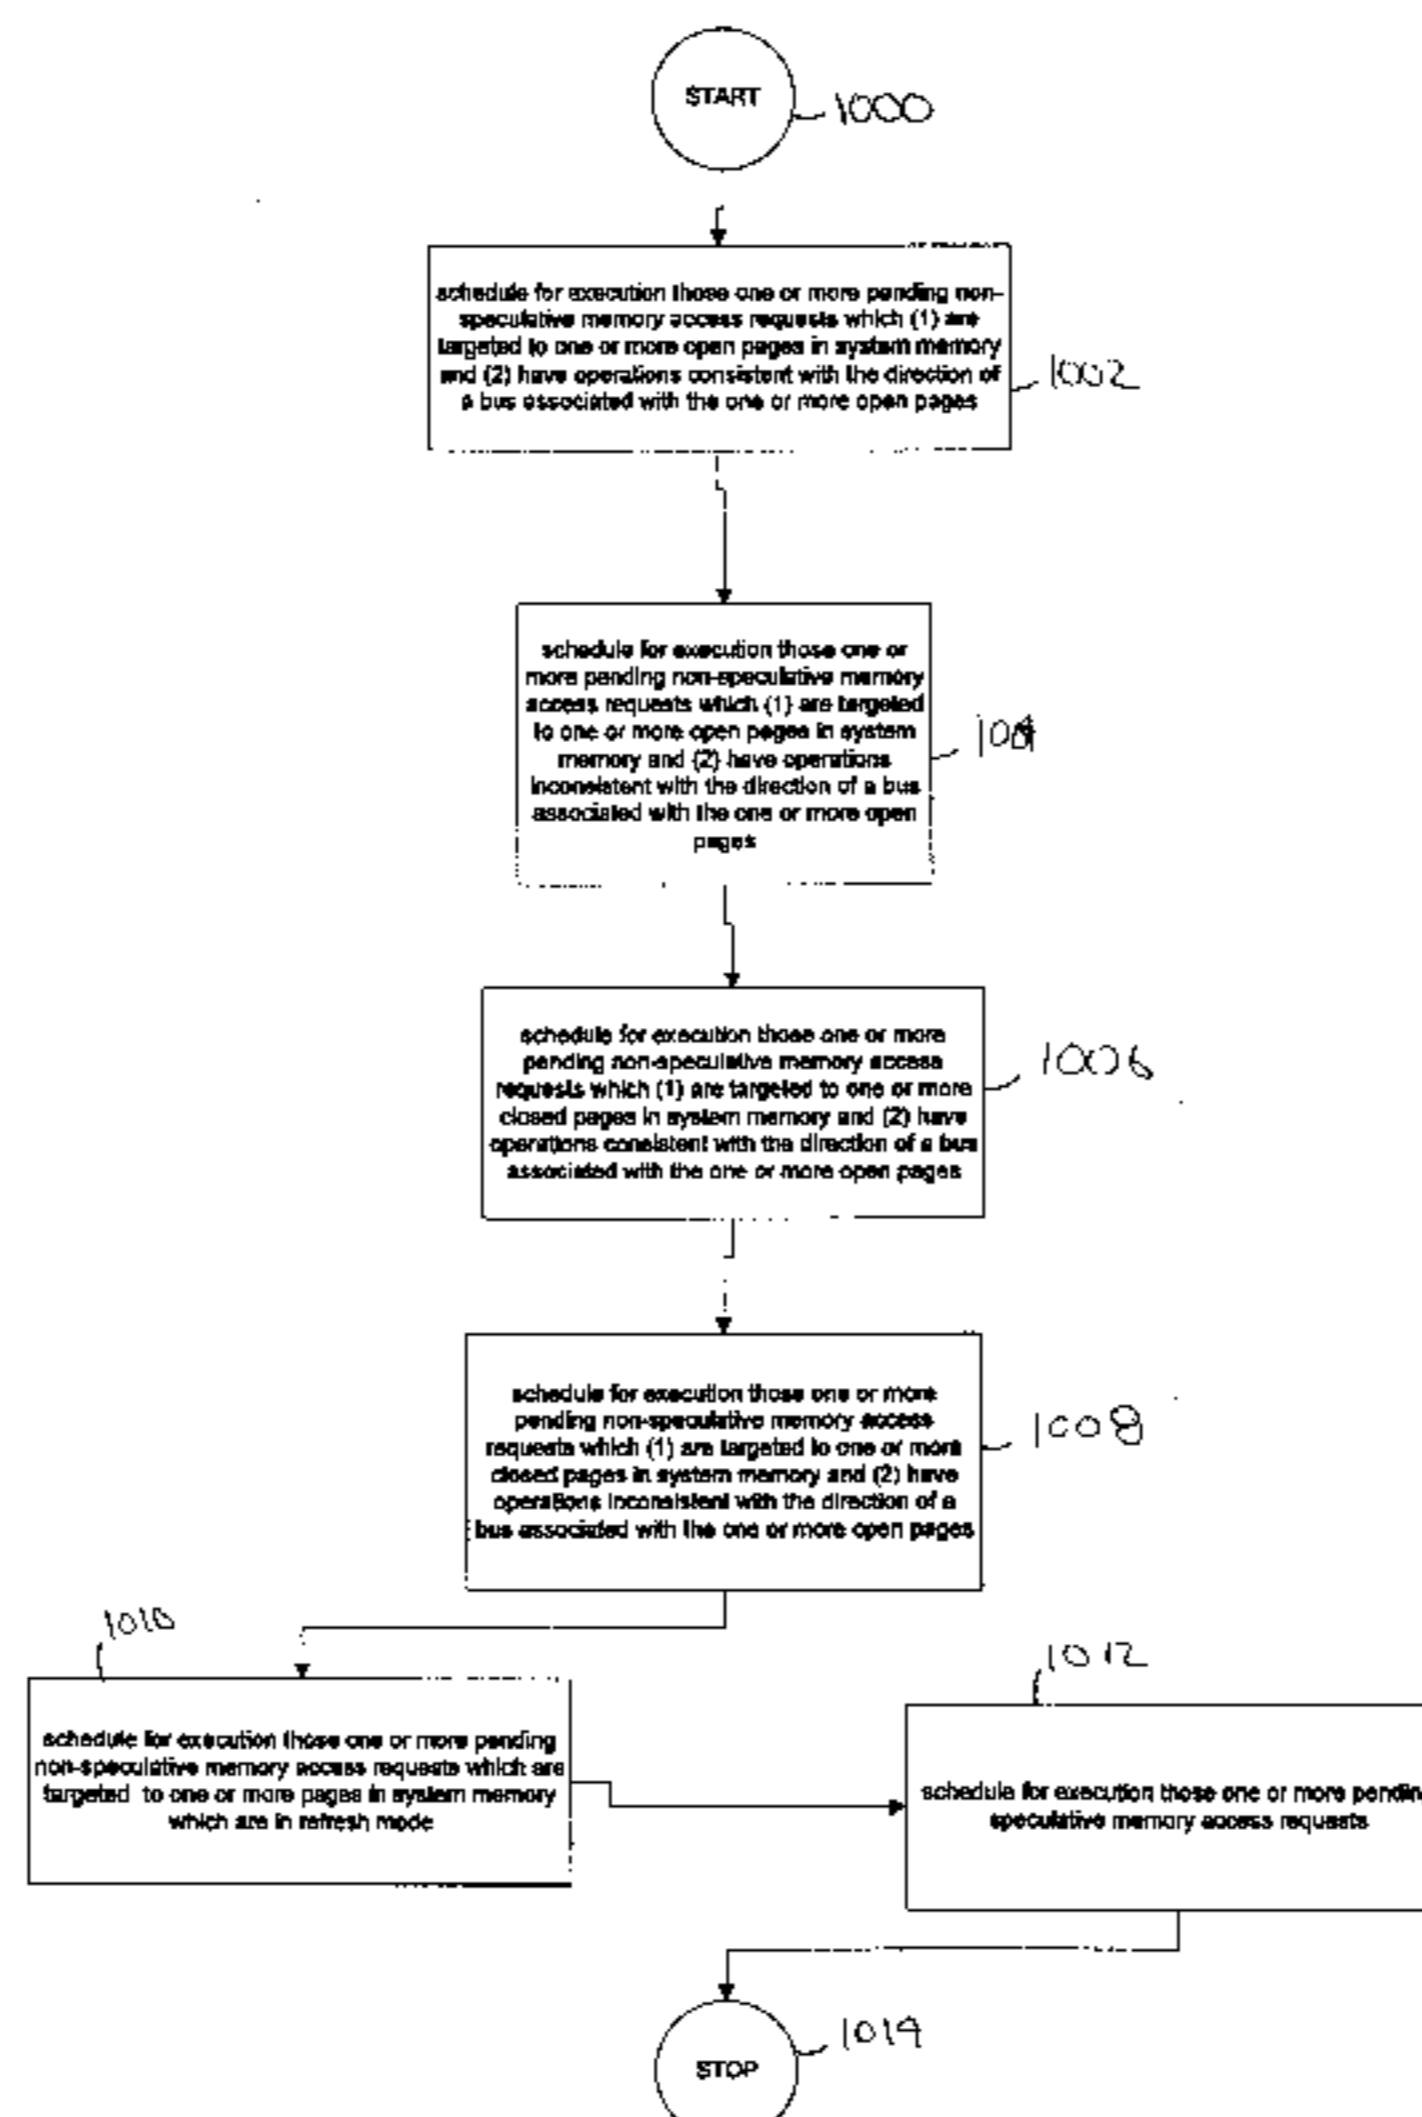 START
1000
schedule for execution those one or more pending non-
speculative memory access requests which (1) are
targeted to one or more open pages in system memory
and (2) have operations consistent with the direction of
a bus associated with the one or more open pages
1002
schedule for execution those one or
more pending non-speculative memory
access requests which (1) are targeted
to one or more open pages in system
memory and (2) have operations
inconsistent with the direction of a bus
associated with the one or more open
pages
1004
schedule for execution those one or more
pending non-speculative memory access
requests which (1) are targeted to one or more
closed pages in system memory and (2) have
operations consistent with the direction of a bus
associated with the one or more open pages
1006
schedule for execution those one or more
pending non-speculative memory access
requests which (1) are targeted to one or more
closed pages in system memory and (2) have
operations inconsistent with the direction of a
bus associated with the one or more open pages
1008
1010
schedule for execution those one or more pending
non-speculative memory access requests which are
targeted to one or more pages in system memory
which are in refresh mode
1012
schedule for execution those one or more pending
speculative memory access requests
STOP
1014